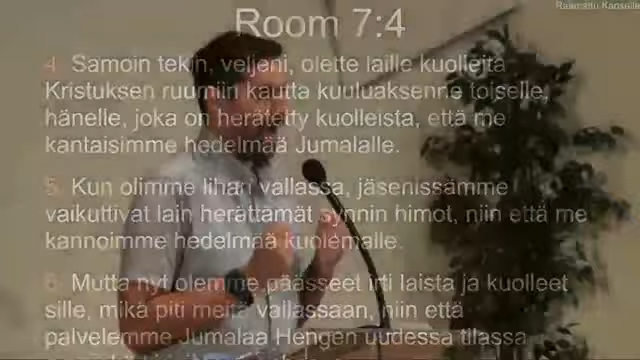 Raamattu Kansalle
Room 7:4
4. Samoin tekin, veljeni, olette laille kuolleita
Kristuksen ruumiin kautta kuuluaksenne toiselle,
hänelle, joka on herätetty kuolleista, että me
kantaisimme hedelmää Jumalalle.
5. Kun olimme lihan vallassa, jäsenissämme
vaikuttivat lain herättämät synnin himot, niin että me
kannoimme hedelmää kuolemalle.
6. Mutta nyt olemme päässeet irti laista ja kuolleet
sille, mikä piti meitä vallassaan, niin että
palvelemme Jumalaa Hengen uudessa tilassa